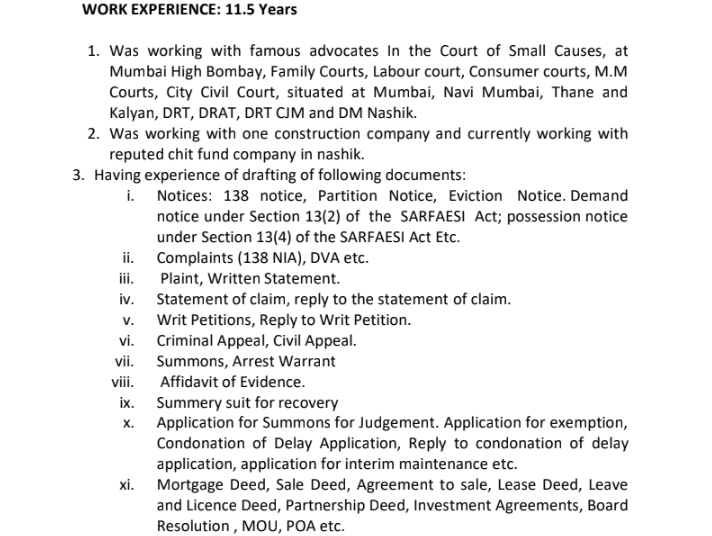 WORK EXPERIENCE: 11.5 Years
1. Was working with famous advocates In the Court of Small Causes, at
Mumbai High Bombay, Family Courts, Labour court, Consumer courts, M.M
Courts, City Civil Court, situated at Mumbai, Navi Mumbai, Thane and
Kalyan, DRT, DRAT, DRT CJM and DM Nashik.
2. Was working with one construction company and currently working with
reputed chit fund company in nashik.
3. Having experience of drafting of following documents:
i. Notices: 138 notice, Partition Notice, Eviction Notice. Demand
notice under Section 13(2) of the SARFAESI Act; possession notice
under Section 13(4) of the SARFAESI Act Etc.
ii. Complaints (138 NIA), DVA etc.
iii. Plaint, Written Statement.
iv. Statement of claim, reply to the statement of claim.
v. Writ Petitions, Reply to Writ Petition.
vi. Criminal Appeal, Civil Appeal.
vii. Summons, Arrest Warrant
viii. Affidavit of Evidence.
ix. Summery suit for recovery
x. Application for Summons for Judgement. Application for exemption,
Condonation of Delay Application, Reply to condonation of delay
application, application for interim maintenance etc.
xi. Mortgage Deed, Sale Deed, Agreement to sale, Lease Deed, Leave
and Licence Deed, Partnership Deed, Investment Agreements, Board
Resolution , MOU, POA etc.